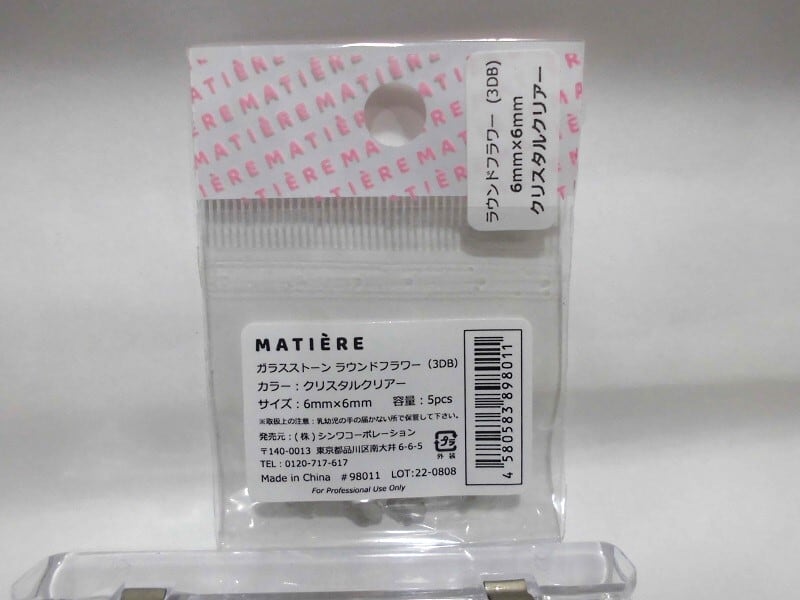 MATIÈRE MATIÈRE MATIÈRE
ラウンドフラワー (3DB)
6mm×6mm
クリスタルクリアー
MATIÈRE
ガラスストーン ラウンドフラワー（3DB）
カラー：クリスタルクリアー
サイズ：6mm×6mm 容量：5pcs
※取扱上の注意：乳幼児の手の届かない所で保管して下さい。
発売元：(株) シンワコーポレーション
〒140-0013 東京都品川区南大井 6-6-5
TEL：0120-717-617
Made in China #98011 LOT:22-0808
For Professional Use Only
プラ
外装
4 580583 898011